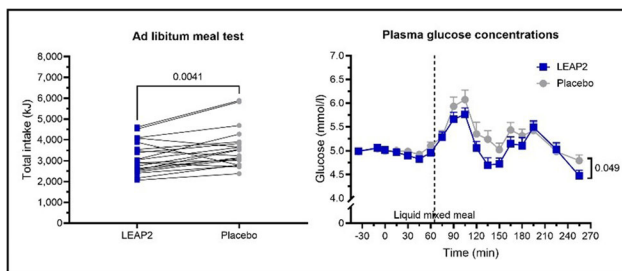 Ad libitum meal test
0.0041
8,000
7,000
6,000
5,000
4,000
3,000
2,000
1,000
0
Total intake (kJ)
LEAP2
Placebo
Plasma glucose concentrations
LEAP2
Placebo
7.0
6.5
6.0
5.5
5.0
4.5
4.0
0
Glucose (mmol/l)
0.049
Liquid mixed meal
-30 0 30 60 90 120 150 180 210 240 270
Time (min)